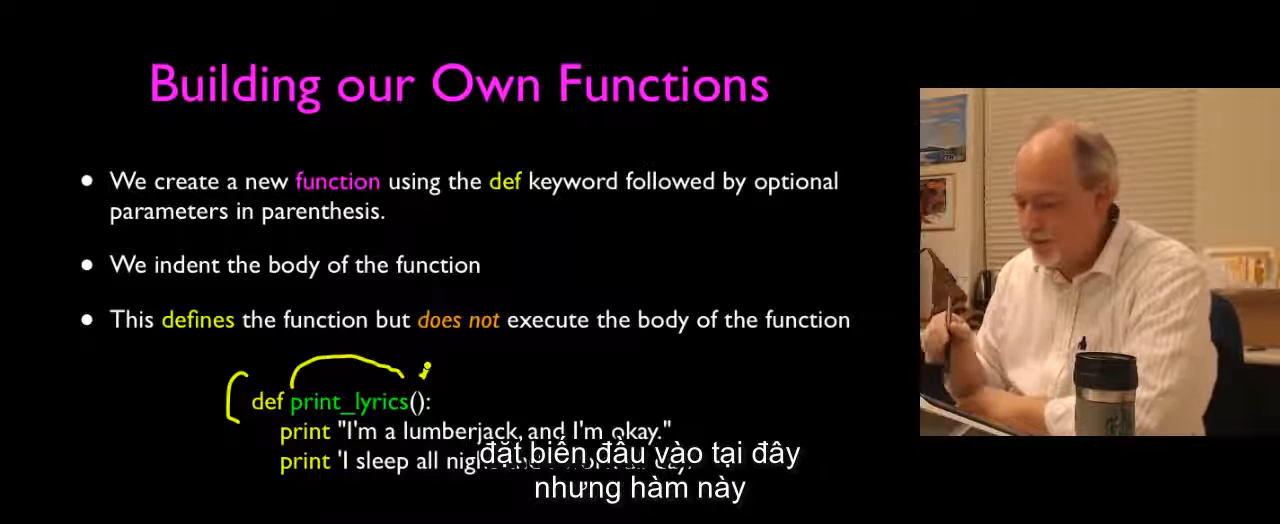 Building our Own Functions
We create a new function using the def keyword followed by optional
parameters in parenthesis.
We indent the body of the function
This defines the function but does not execute the body of the function
def print_lyrics():
print "I'm a lumberjack, and I'm okay."
print 'I sleep all
đặt biến đầu vào tại đây
nhưng hàm này